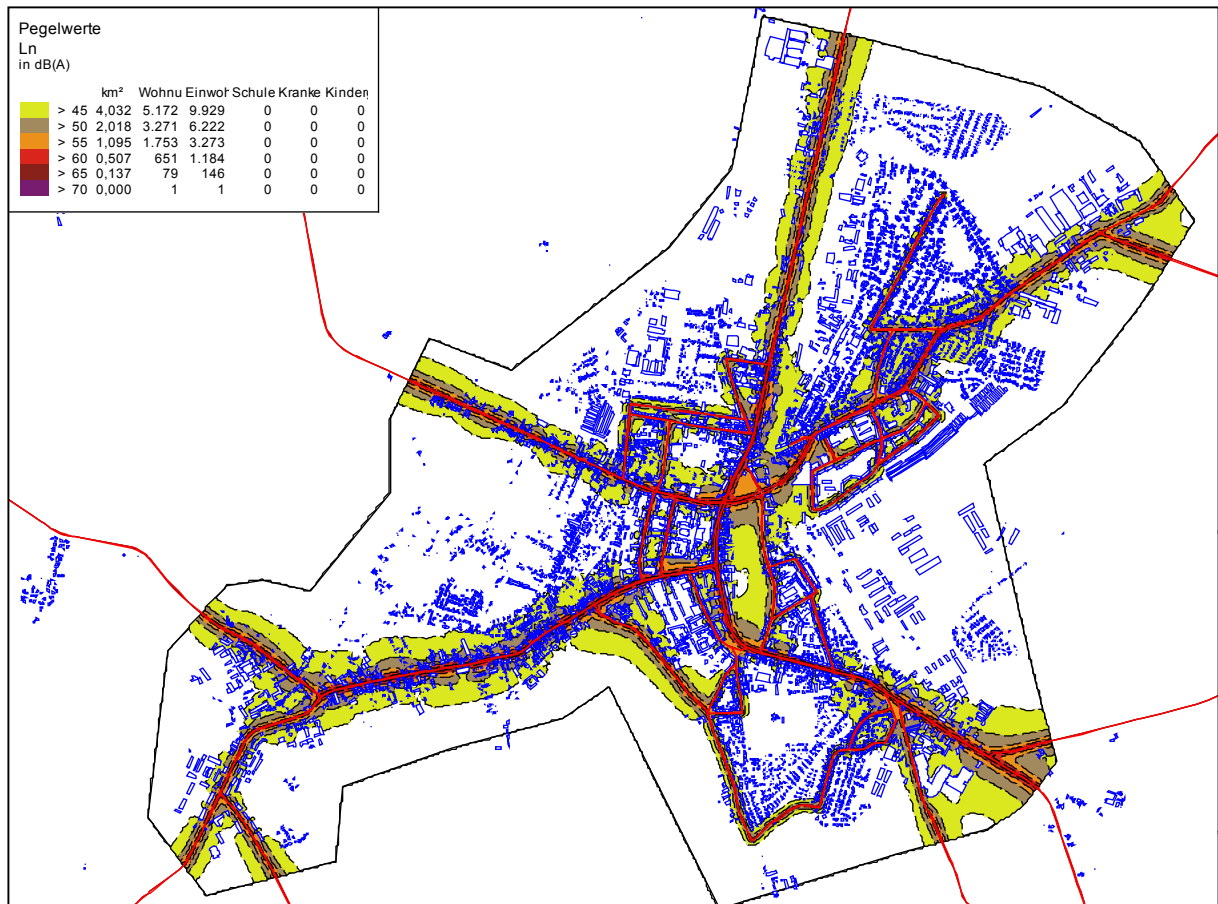 Pegelwerte
Ln
in dB(A)
km² Wohnu Einwor Schule Kranke Kinderg
> 45 4,032 5.172 9.929 0 0 0
> 50 2,018 3.271 6.222 0 0 0
> 55 1,095 1.753 3.273 0 0 0
> 60 0,507 651 1.184 0 0 0
> 65 0,137 79 146 0 0 0
> 70 0,000 1 1 0 0 0